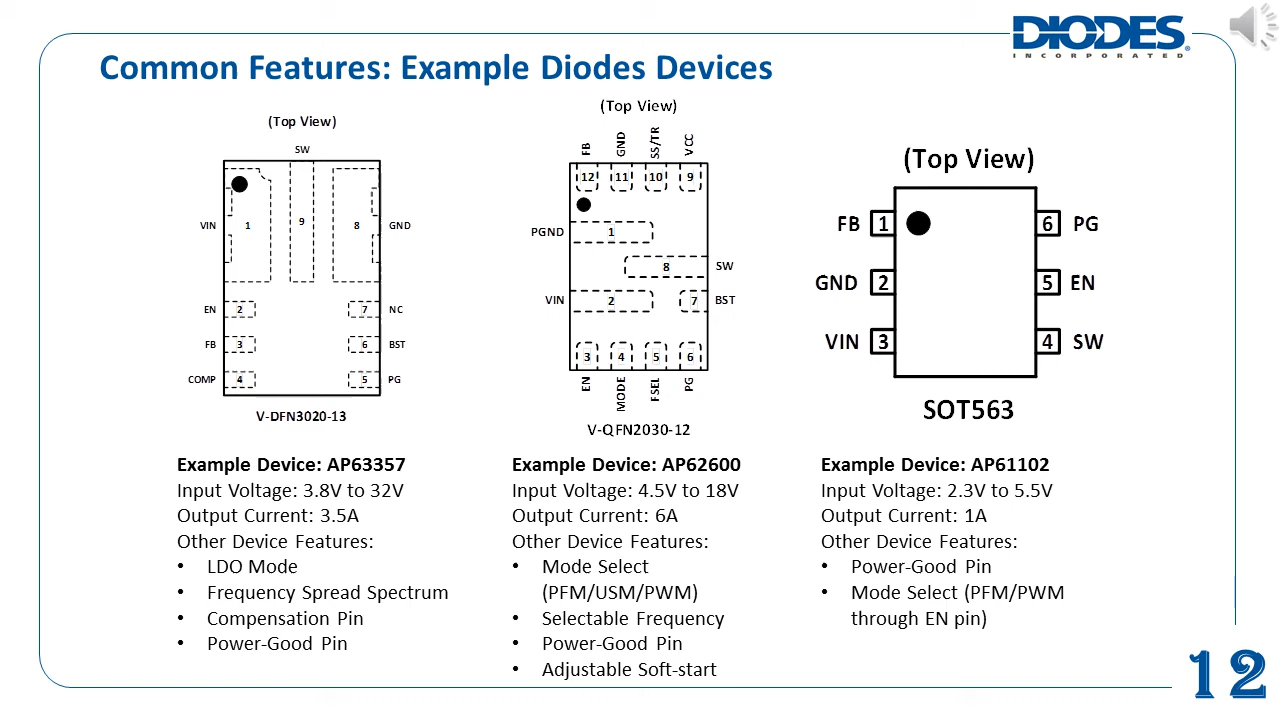 DIODES
INCORPORATED
Common Features: Example Diodes Devices
(Top View)
SW
VIN 1 9 8 GND
EN 2 7 NC
FB 3 6 BST
COMP 4 5 PG
V-DFN3020-13
(Top View)
FB GND SS/TR VCC
12 11 10 9
PGND 1
8 SW
VIN 2 7 BST
3 4 5 6
EN MODE FSEL PG
V-QFN2030-12
(Top View)
FB 1 6 PG
GND 2 5 EN
VIN 3 4 SW
SOT563
Example Device: AP63357
Input Voltage: 3.8V to 32V
Output Current: 3.5A
Other Device Features:
• LDO Mode
• Frequency Spread Spectrum
• Compensation Pin
• Power-Good Pin
Example Device: AP62600
Input Voltage: 4.5V to 18V
Output Current: 6A
Other Device Features:
• Mode Select
(PFM/USM/PWM)
• Selectable Frequency
• Power-Good Pin
• Adjustable Soft-start
Example Device: AP61102
Input Voltage: 2.3V to 5.5V
Output Current: 1A
Other Device Features:
• Power-Good Pin
• Mode Select (PFM/PWM
through EN pin)
12